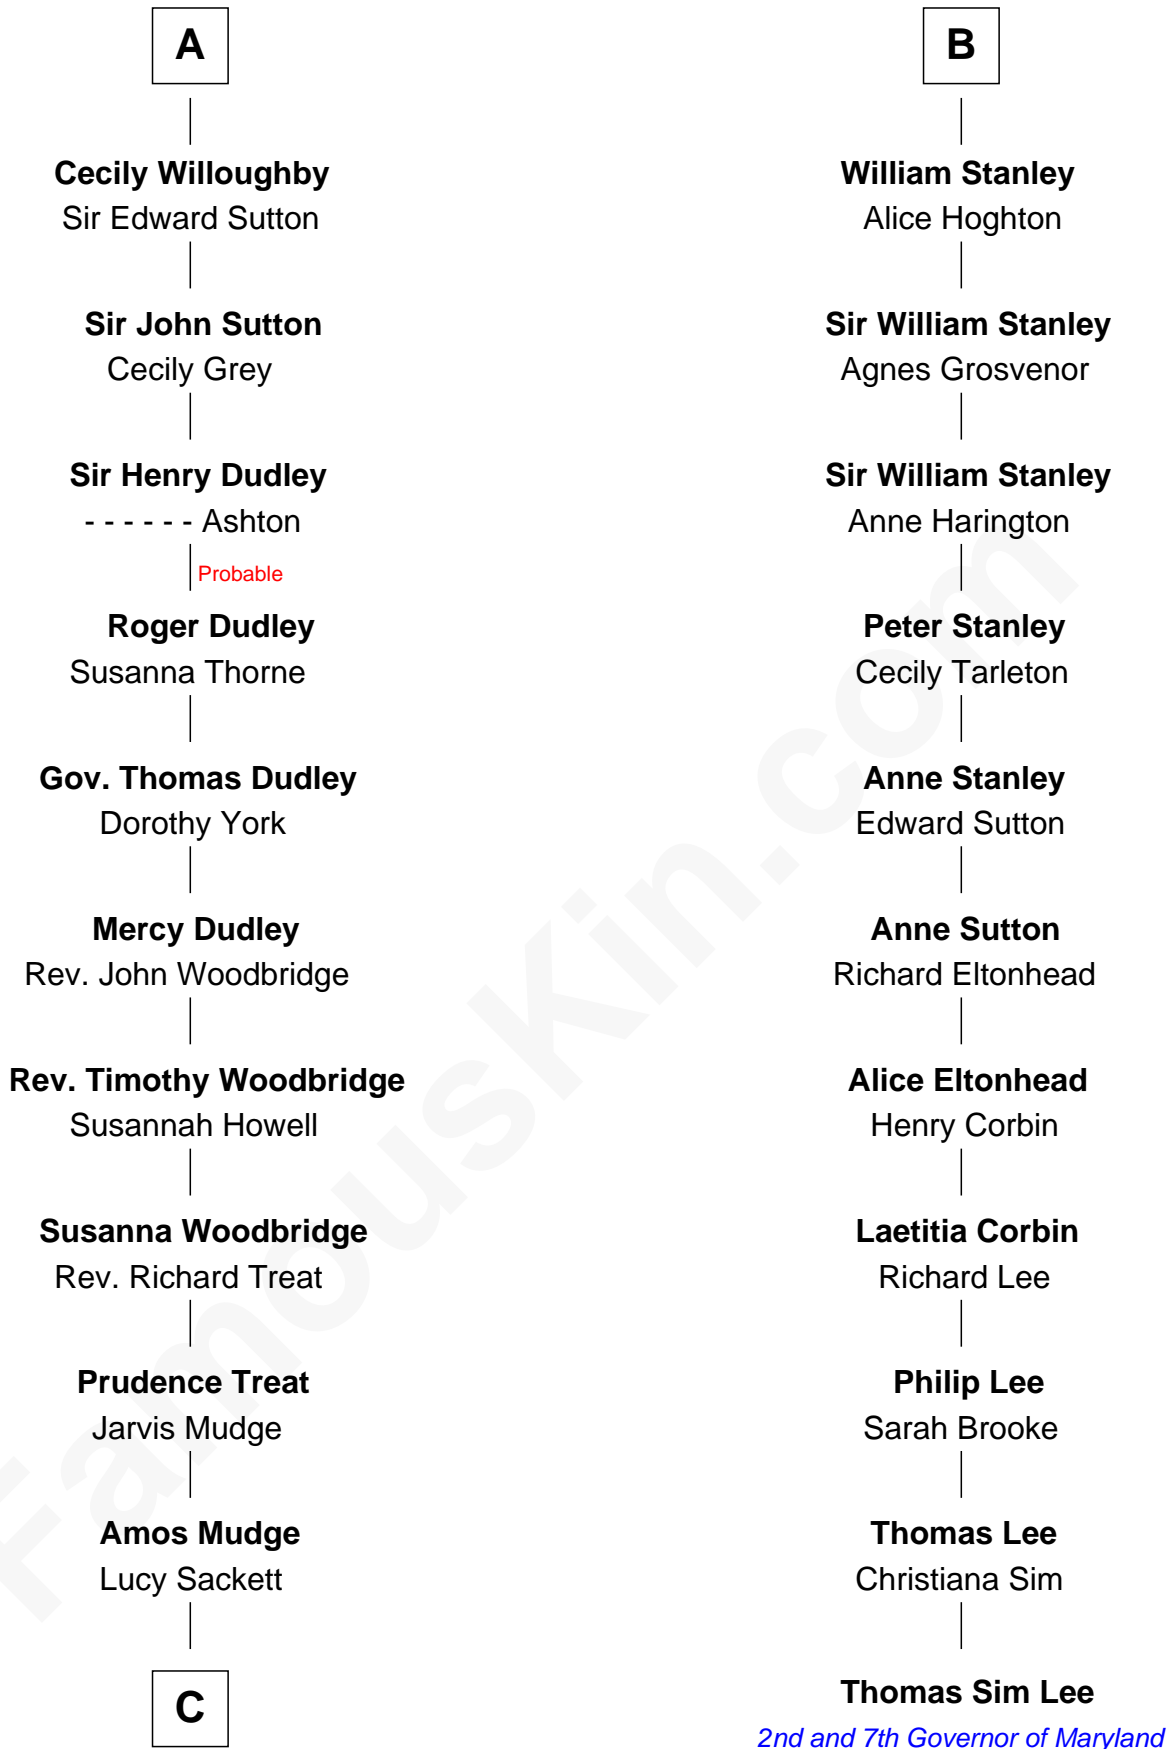 A
Cecily Willoughby
Sir Edward Sutton
Sir John Sutton
Cecily Grey
Sir Henry Dudley
- - - - - - Ashton
Probable
Roger Dudley
Susanna Thorne
Gov. Thomas Dudley
Dorothy York
Mercy Dudley
Rev. John Woodbridge
Rev. Timothy Woodbridge
Susannah Howell
Susanna Woodbridge
Rev. Richard Treat
Prudence Treat
Jarvis Mudge
Amos Mudge
Lucy Sackett
C
B
William Stanley
Alice Hoghton
Sir William Stanley
Agnes Grosvenor
Sir William Stanley
Anne Harington
Peter Stanley
Cecily Tarleton
Anne Stanley
Edward Sutton
Anne Sutton
Richard Eltonhead
Alice Eltonhead
Henry Corbin
Laetitia Corbin
Richard Lee
Philip Lee
Sarah Brooke
Thomas Lee
Christiana Sim
Thomas Sim Lee
2nd and 7th Governor of Maryland
FamousKin.com